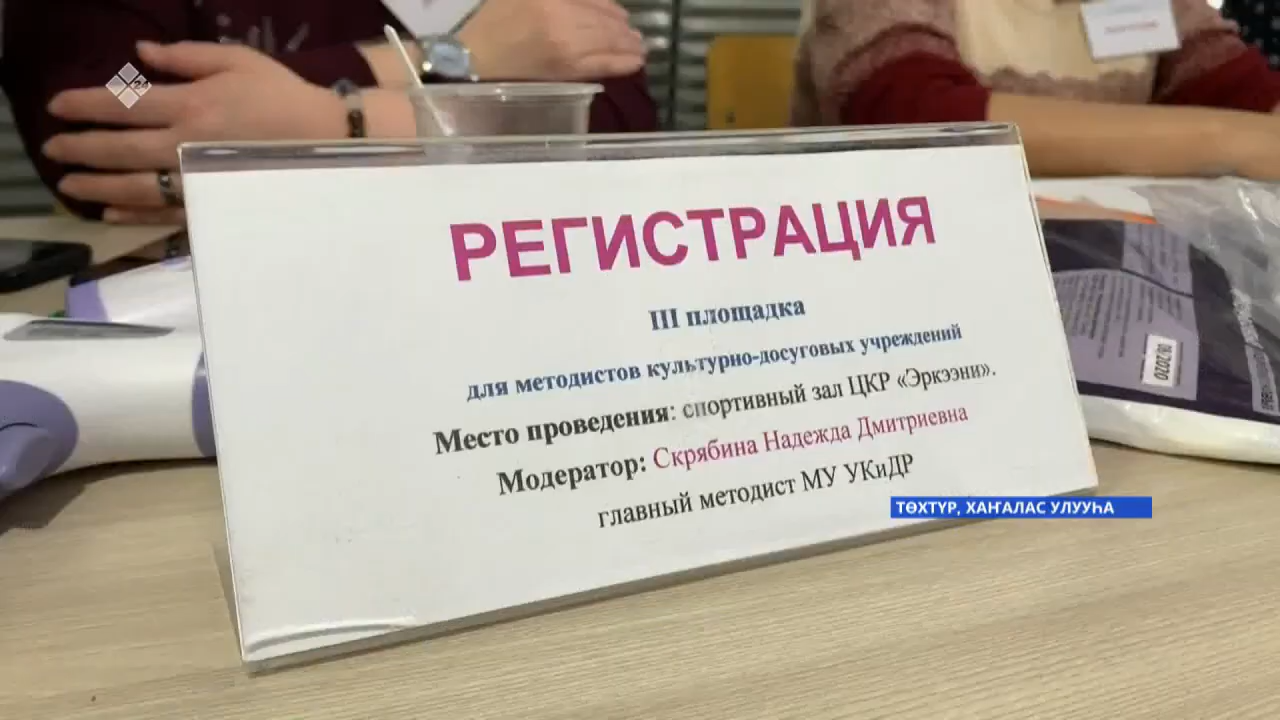 24
РЕГИСТРАЦИЯ
III площадка
для методистов культурно-досуговых учреждений
Место проведения: спортивный зал ЦКР «Эркээни».
Модератор: Скрябина Надежда Дмитриевна
главный методист МУ УКиДР
ТӨХТҮР, ХАҤАЛАС УЛУУҺА